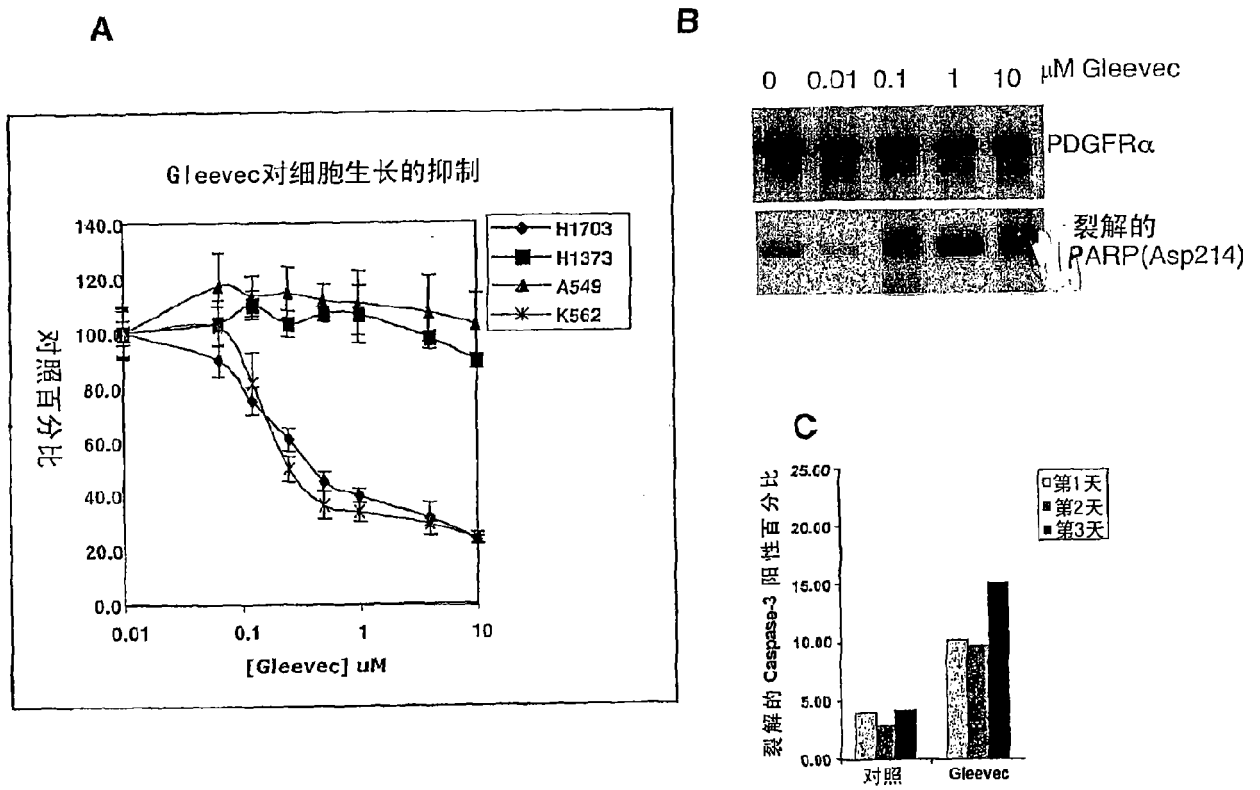 A
Gleevec对细胞生长的抑制
140.0
120.0
100.0
80.0
60.0
40.0
20.0
0.0
对照百分比
0.01 0.1 1 10
[Gleevec] uM
H1703
H1373
A549
K562
B
0 0.01 0.1 1 10 μM Gleevec
PDGFRα
裂解的
PARP(Asp214)
C
25.00
20.00
15.00
10.00
5.00
0.00
裂解的 Caspase-3 阳性百分比
对照 Gleevec
第1天
第2天
第3天